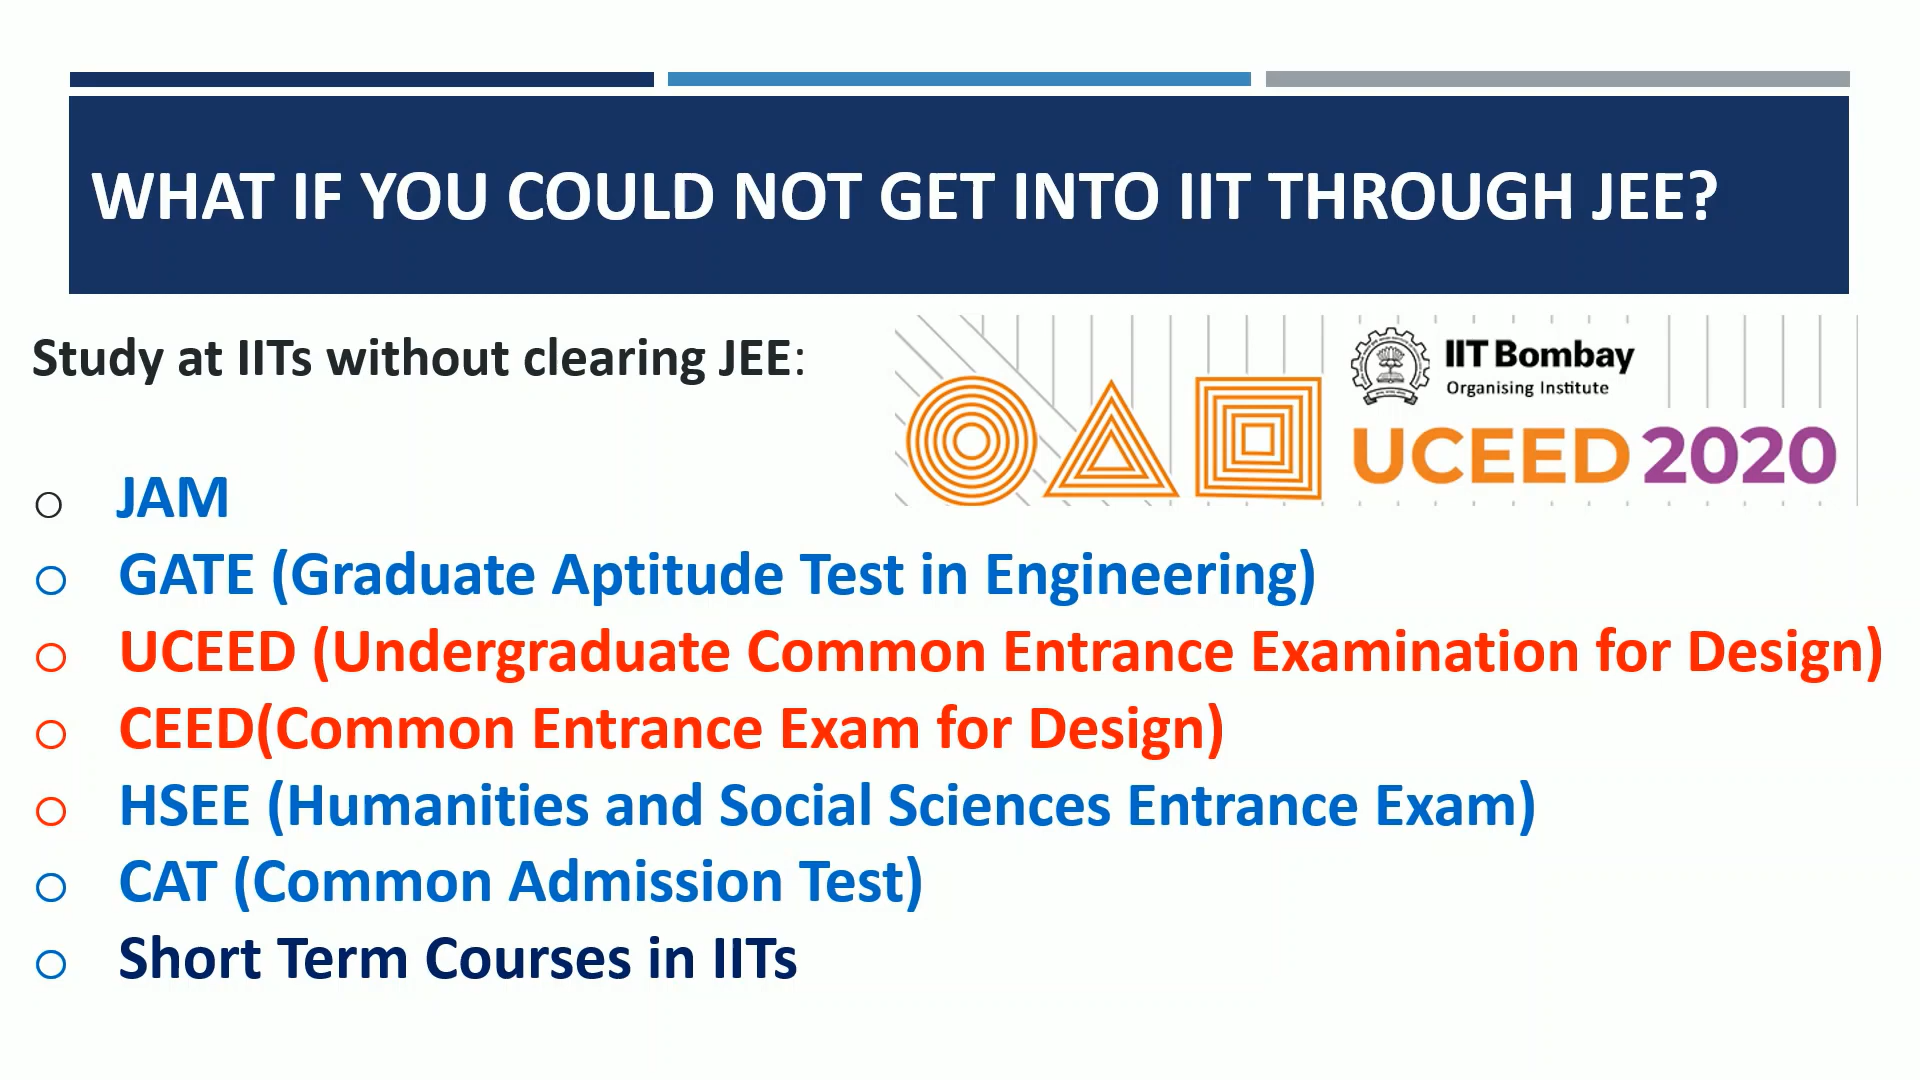 WHAT IF YOU COULD NOT GET INTO IIT THROUGH JEE?
Study at IITs without clearing JEE:
IIT Bombay
Organising Institute
UCEED 2020
JAM
GATE (Graduate Aptitude Test in Engineering)
UCEED (Undergraduate Common Entrance Examination for Design)
CEED(Common Entrance Exam for Design)
HSEE (Humanities and Social Sciences Entrance Exam)
CAT (Common Admission Test)
Short Term Courses in IITs